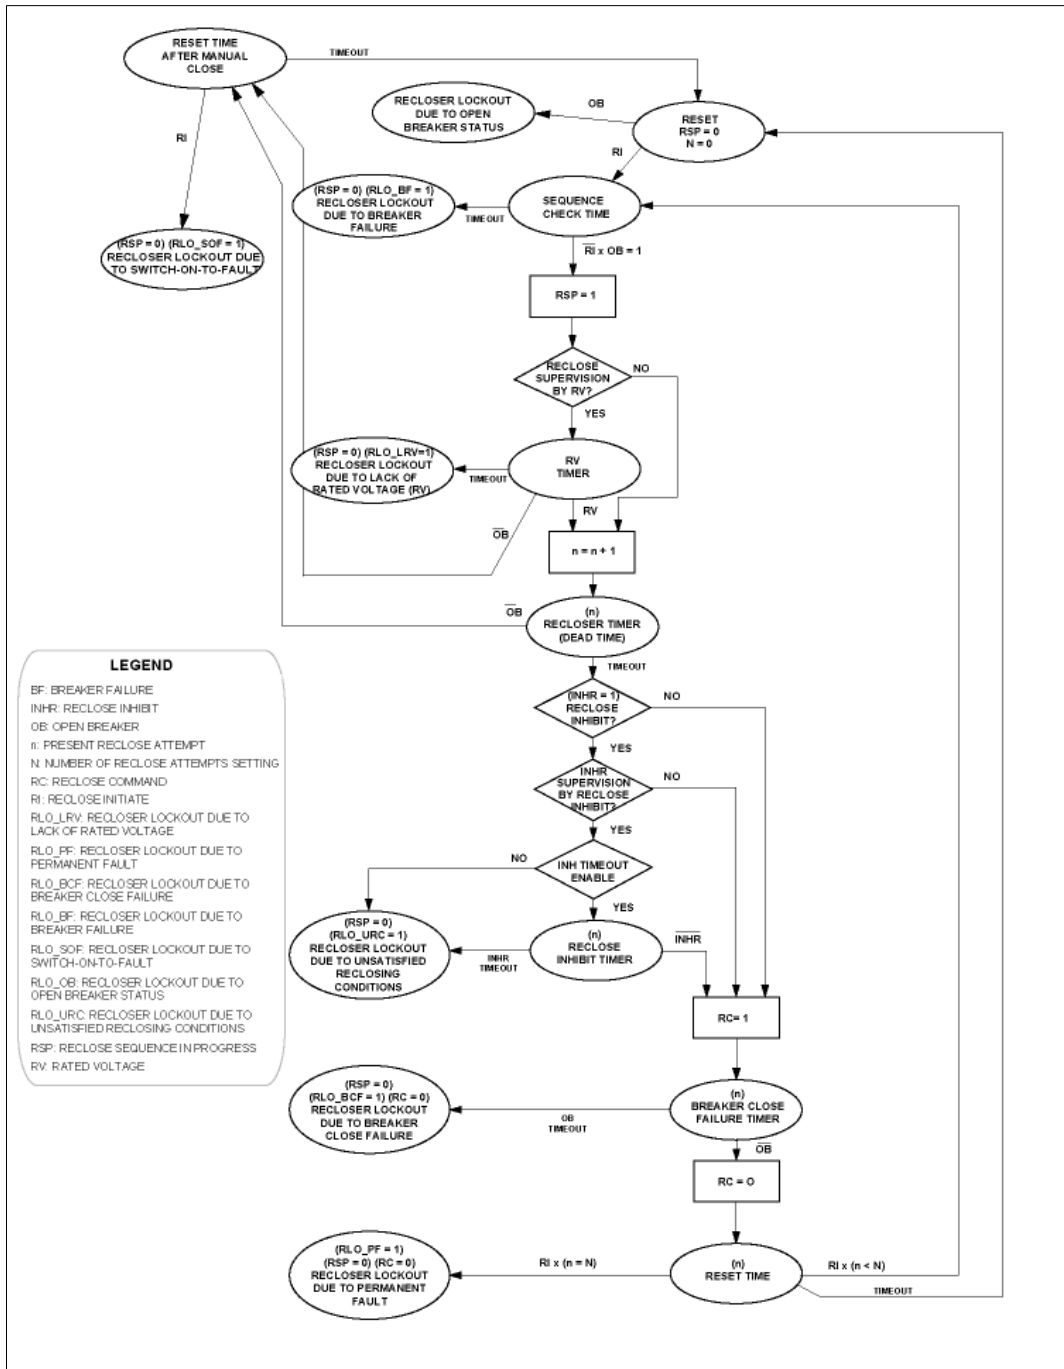 RESET TIME
AFTER MANUAL
CLOSE
TIMEOUT
RECLOSER LOCKOUT
DUE TO OPEN
BREAKER STATUS
OB
RESET
RSP = 0
N = 0
RI
RI
(RSP = 0) (RLO_BF = 1)
RECLOSER LOCKOUT
DUE TO BREAKER
FAILURE
TIMEOUT
SEQUENCE
CHECK TIME
(RSP = 0) (RLO_SOF = 1)
RECLOSER LOCKOUT DUE
TO SWITCH-ON-TO-FAULT
R̅I̅ x OB = 1
RSP = 1
RECLOSE
SUPERVISION
BY RV?
NO
YES
(RSP = 0) (RLO_LRV=1)
RECLOSER LOCKOUT
DUE TO LACK OF
RATED VOLTAGE (RV)
TIMEOUT
RV
TIMER
RV
O̅B
n = n + 1
O̅B
(n)
RECLOSER TIMER
(DEAD TIME)
TIMEOUT
(INHR = 1)
RECLOSE
INHIBIT?
NO
YES
INHR
SUPERVISION
BY RECLOSE
INHIBIT?
NO
YES
INH TIMEOUT
ENABLE
NO
YES
(RSP = 0)
(RLO_URC = 1)
RECLOSER LOCKOUT
DUE TO UNSATISFIED
RECLOSING
CONDITIONS
INHR
TIMEOUT
(n)
RECLOSE
INHIBIT TIMER
I̅N̅H̅R̅
RC= 1
(RSP = 0)
(RLO_BCF = 1) (RC = 0)
RECLOSER LOCKOUT
DUE TO BREAKER
CLOSE FAILURE
OB
TIMEOUT
(n)
BREAKER CLOSE
FAILURE TIMER
O̅B̅
RC = O
(RLO_PF = 1)
(RSP = 0) (RC = 0)
RECLOSER LOCKOUT
DUE TO PERMANENT
FAULT
RI x (n = N)
(n)
RESET TIME
RI x (n < N)
TIMEOUT
LEGEND
BF: BREAKER FAILURE
INHR: RECLOSE INHIBIT
OB: OPEN BREAKER
n: PRESENT RECLOSE ATTEMPT
N: NUMBER OF RECLOSE ATTEMPTS SETTING
RC: RECLOSE COMMAND
RI: RECLOSE INITIATE
RLO_LRV: RECLOSER LOCKOUT DUE TO
LACK OF RATED VOLTAGE
RLO_PF: RECLOSER LOCKOUT DUE TO
PERMANENT FAULT
RLO_BCF: RECLOSER LOCKOUT DUE TO
BREAKER CLOSE FAILURE
RLO_BF: RECLOSER LOCKOUT DUE TO
BREAKER FAILURE
RLO_SOF: RECLOSER LOCKOUT DUE TO
SWITCH-ON-TO-FAULT
RLO_OB: RECLOSER LOCKOUT DUE TO
OPEN BREAKER STATUS
RLO_URC: RECLOSER LOCKOUT DUE TO
UNSATISFIED RECLOSING CONDITIONS
RSP: RECLOSE SEQUENCE IN PROGRESS
RV: RATED VOLTAGE